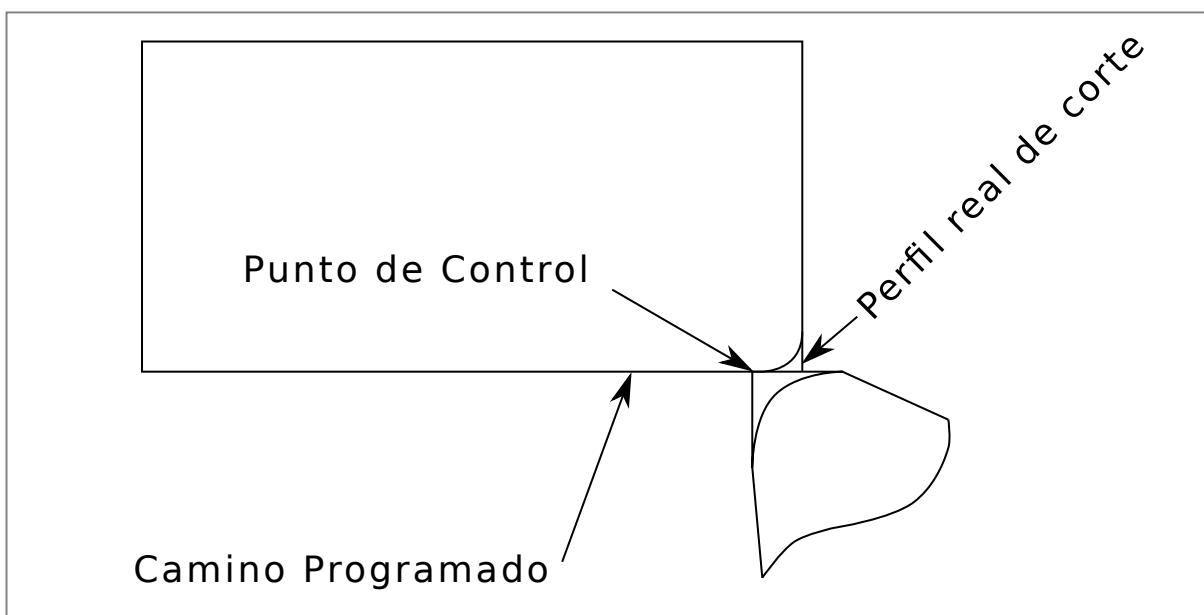 Perfil real de corte
Punto de Control
Camino Programado